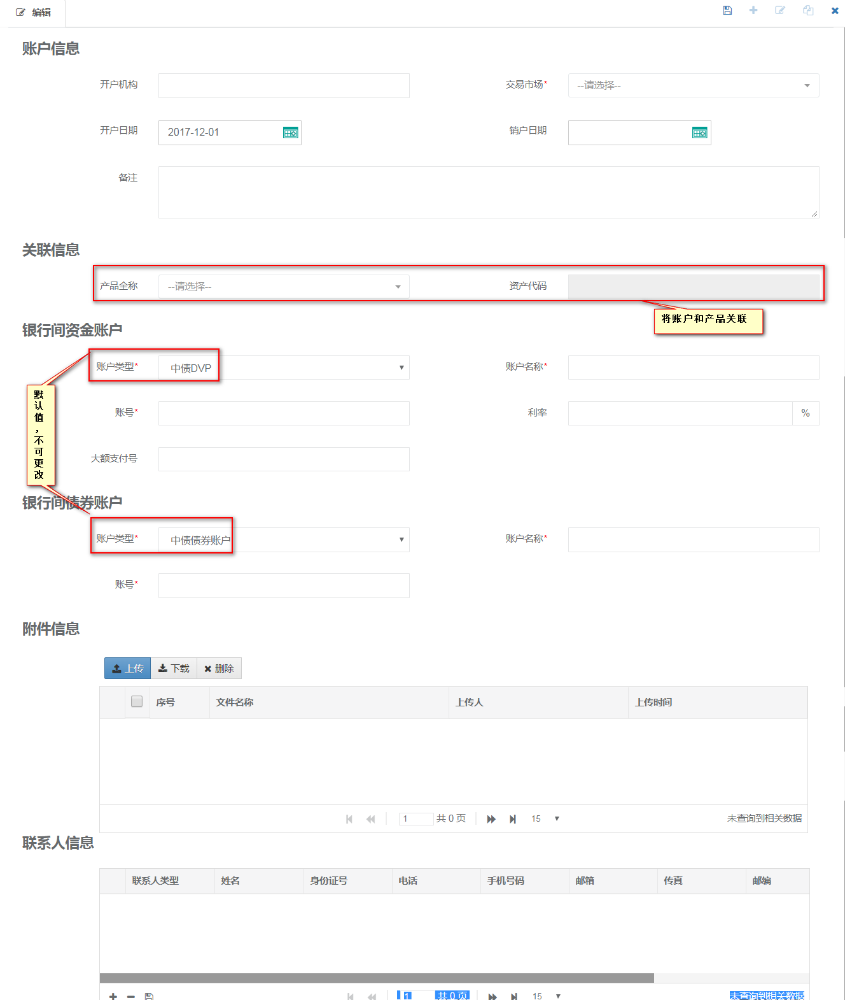 编辑
账户信息
开户机构
交易市场* --请选择--
开户日期 2017-12-01
销户日期
备注
关联信息
产品全称 --请选择--
资产代码
将账户和产品关联
银行间资金账户
账户类型* 中债DVP
账户名称*
默认值，不可更改
账号*
利率 %
大额支付号
银行间债券账户
账户类型* 中债债券账户
账户名称*
账号*
附件信息
上传 下载 删除
序号 文件名称 上传人 上传时间
1 共 0 页 15 未查询到相关数据
联系人信息
联系人类型 姓名 身份证号 电话 手机号码 邮箱 传真 邮编
1 共 0 页 15 未查询到相关数据